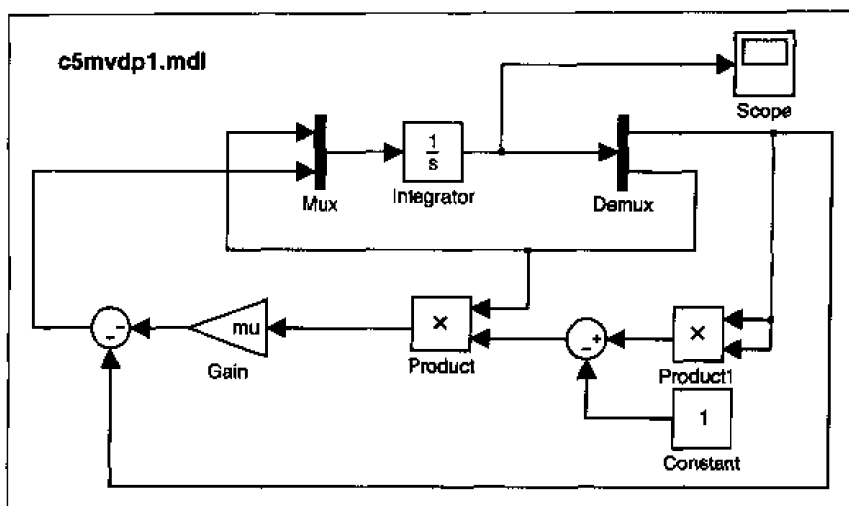 c5mvdp1.mdl
Scope
1
s
Mux
Integrator
Demux
mu
×
- -
- +
×
Gain
Product
Product1
1
Constant